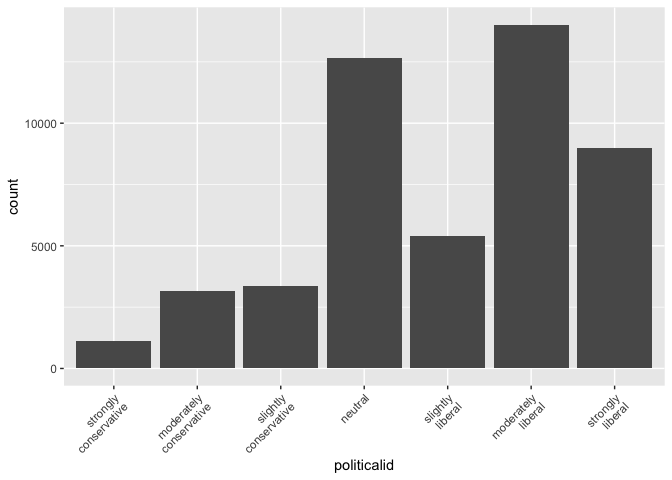 count
10000
5000
0
strongly
conservative
moderately
conservative
slightly
conservative
neutral
slightly
liberal
moderately
liberal
strongly
liberal
politicalid